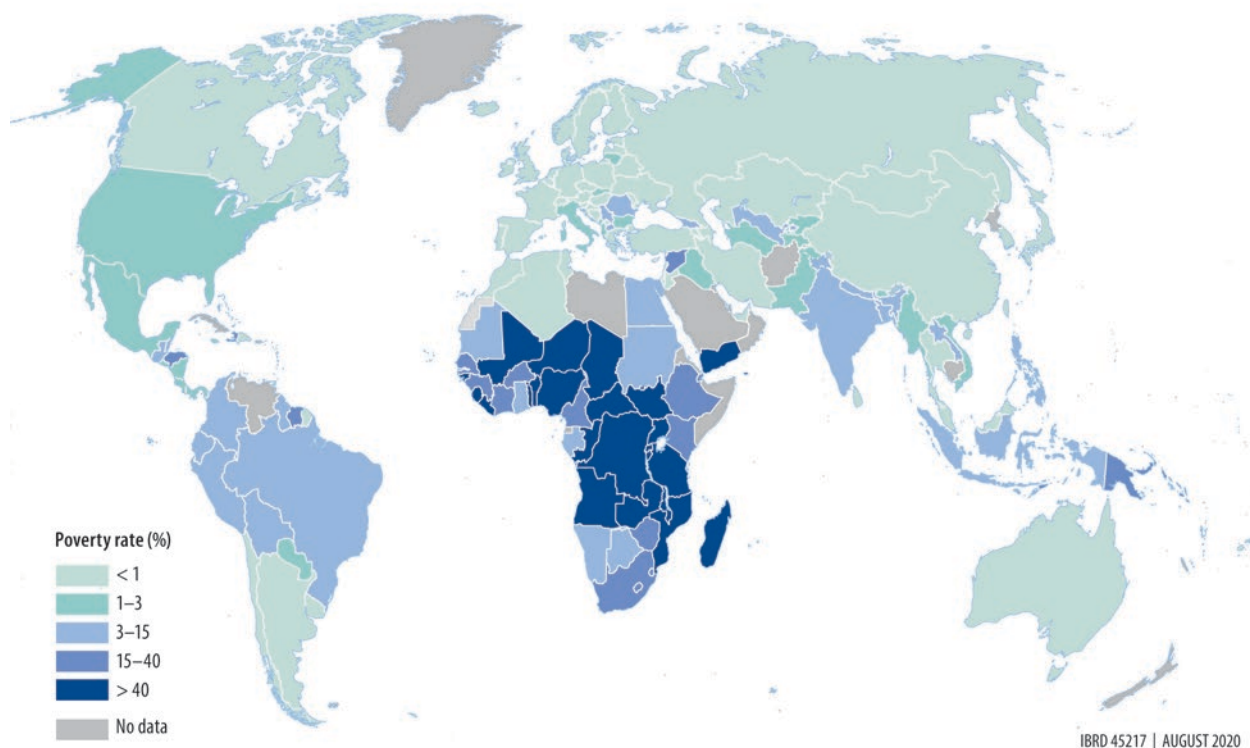 Poverty rate (%)
< 1
1–3
3–15
15–40
> 40
No data
IBRD 45217 | AUGUST 2020